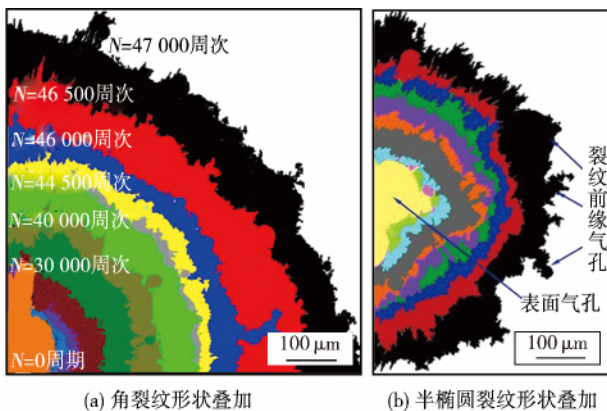 N=47 000周次
N=46 500周次
N=46 000周次
N=44 500周次
N=40 000周次
N=30 000周次
N=0周期
100 μm
(a) 角裂纹形状叠加
裂纹前缘气孔
表面气孔
100 μm
(b) 半椭圆裂纹形状叠加